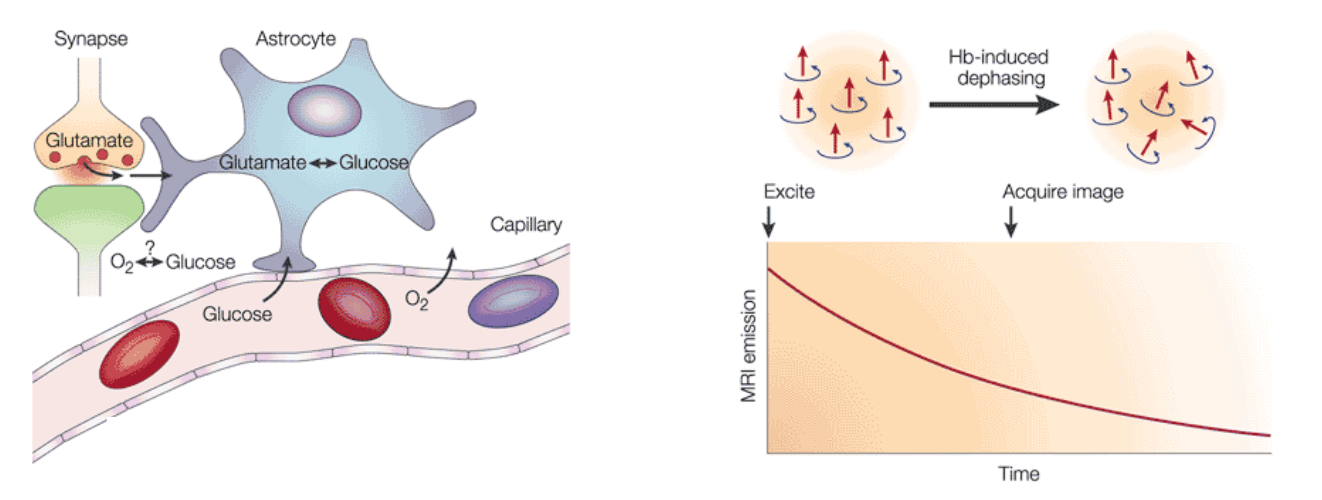 Synapse
Astrocyte
Glutamate
Glutamate↔Glucose
?
O2↔Glucose
Capillary
Glucose
O2
Hb-induced
dephasing
Excite
Acquire image
MRI emission
Time